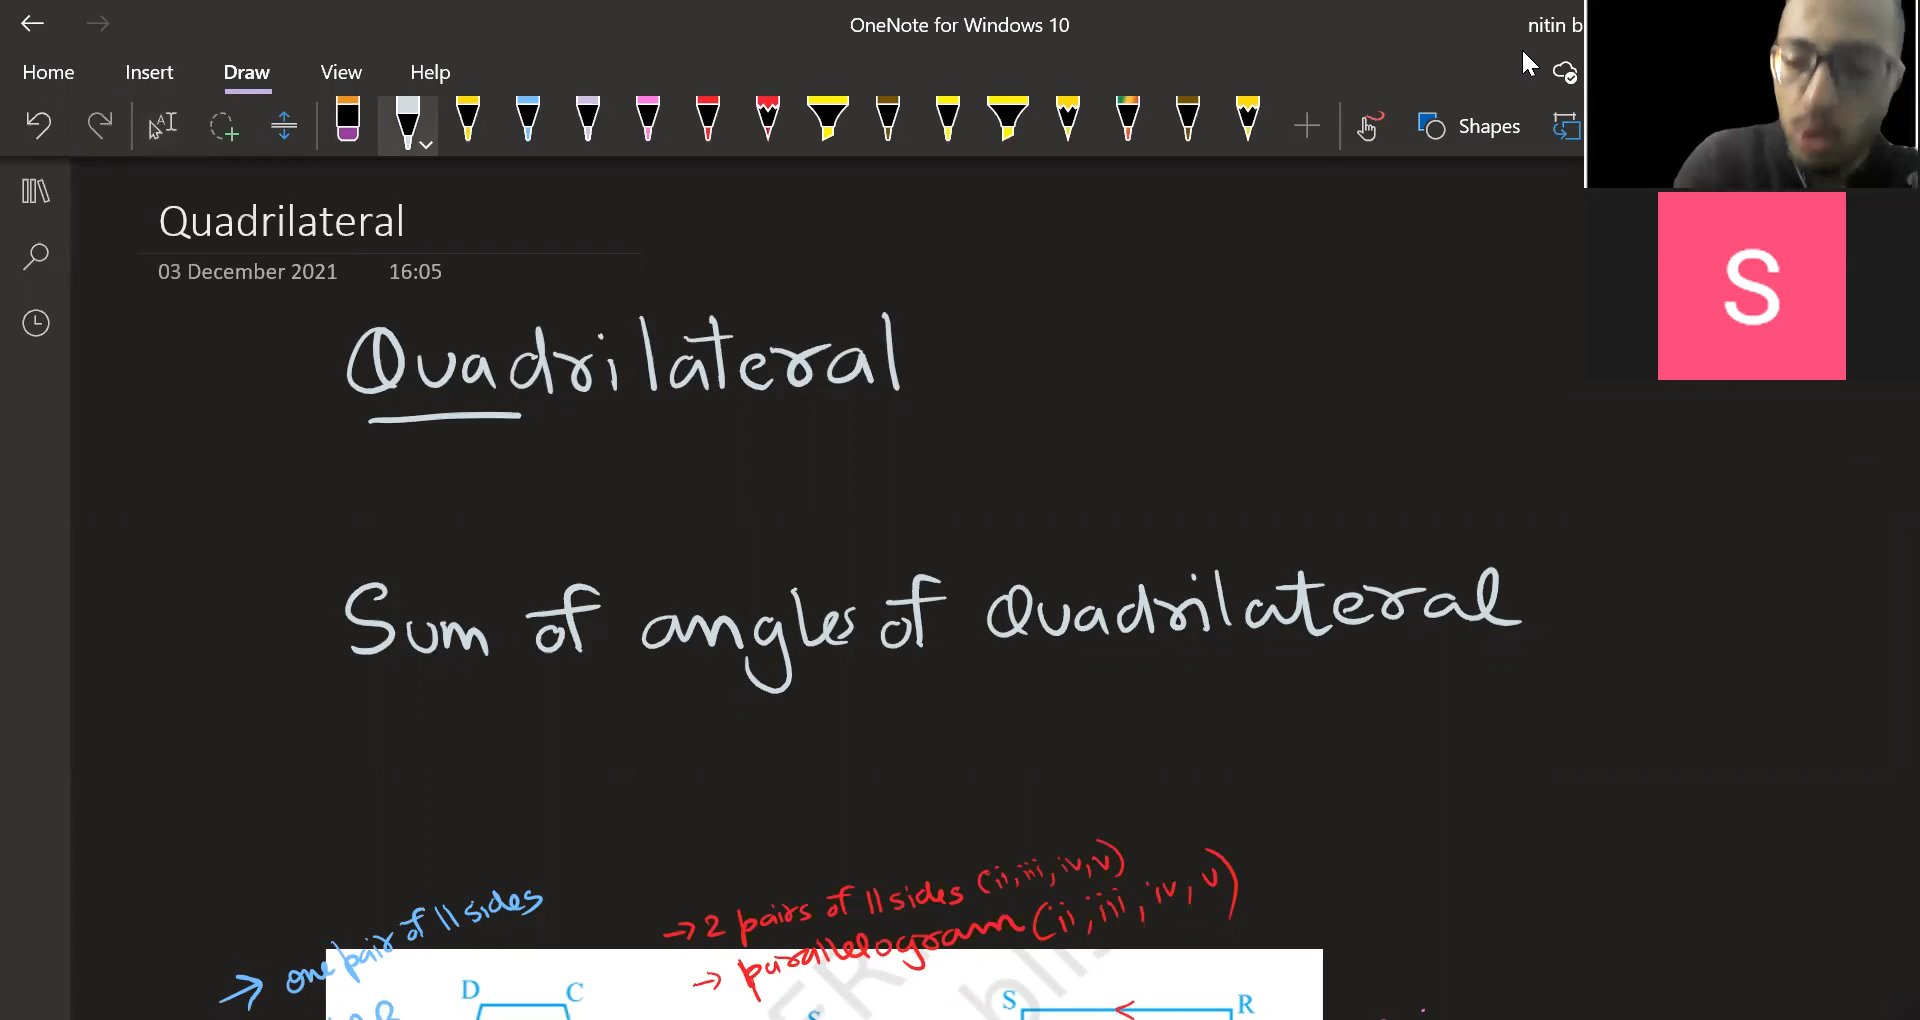 OneNote for Windows 10
nitin b
Home Insert Draw View Help
Shapes
S
Quadrilateral
03 December 2021 16:05
Quadrilateral
Sum of angles of Quadrilateral
→ 2 pairs of || sides (ii, iii, iv, v)
→ parallelogram (ii, iii, iv, v)
→ one pair of || sides
D C
S
S R